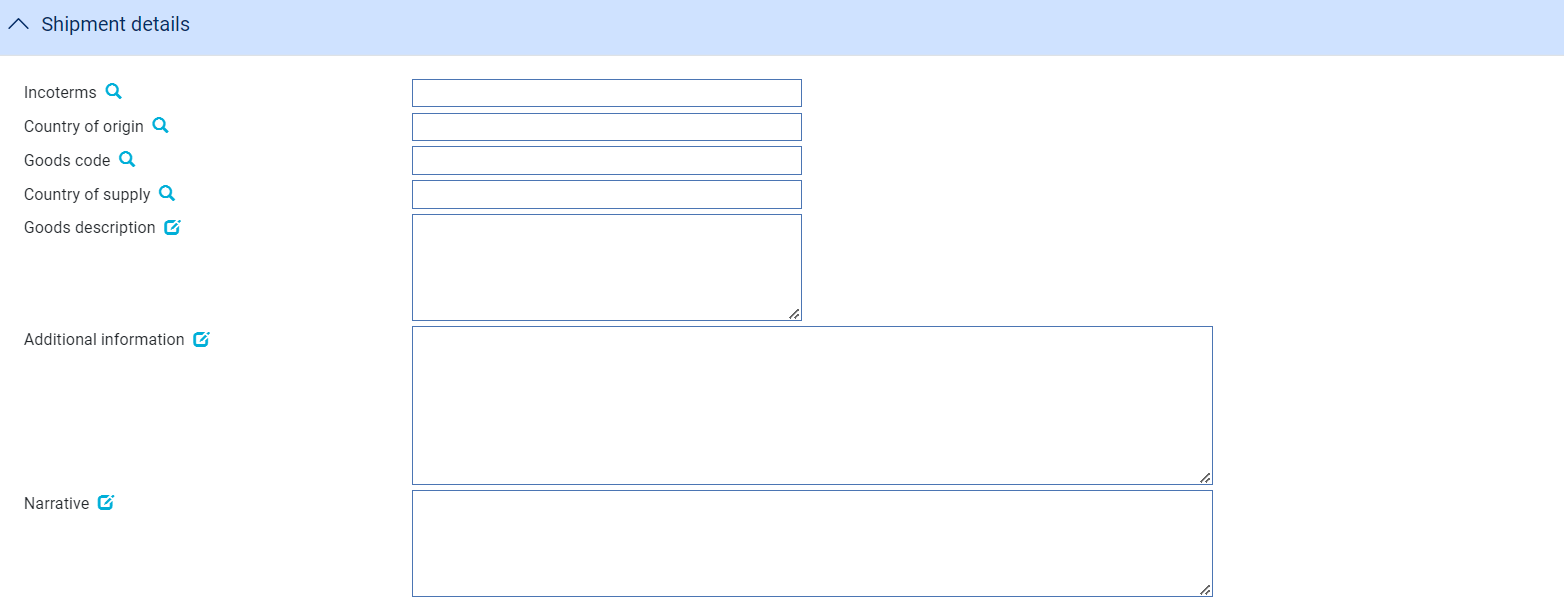 Shipment details
Incoterms
Country of origin
Goods code
Country of supply
Goods description
Additional information
Narrative